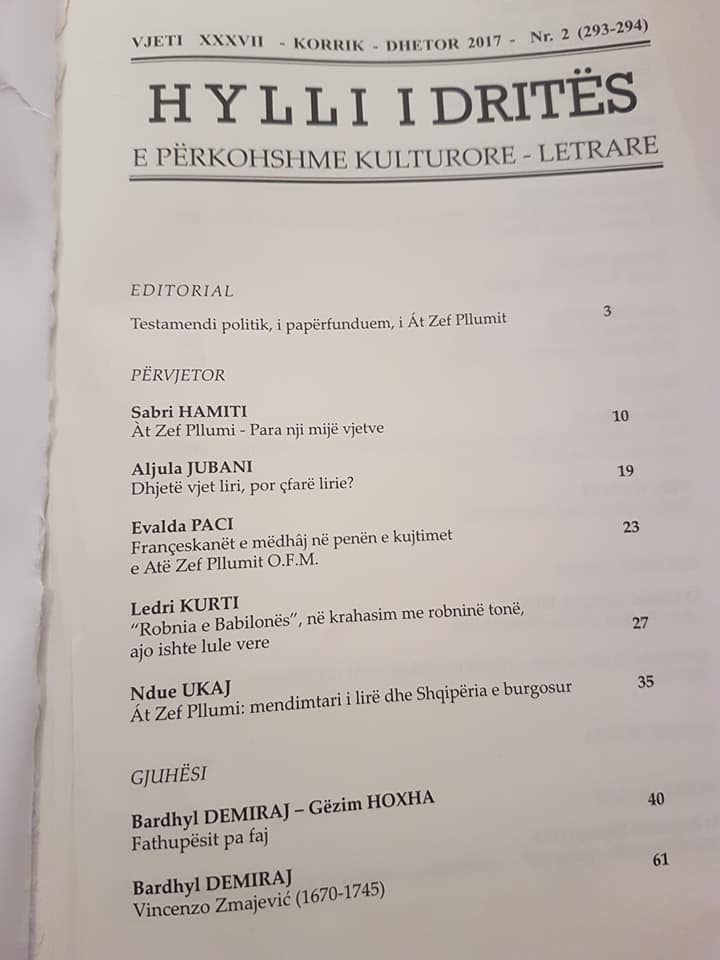 VJETI XXXVII - KORRIK - DHETOR 2017 - Nr. 2 (293-294)
HYLLI I DRITËS
E PËRKOHSHME KULTURORE - LETRARE
EDITORIAL
Testamendi politik, i papërfunduem, i Át Zef Pllumit 3
PËRVJETOR
Sabri HAMITI
Àt Zef Pllumi - Para nji mijë vjetve 10
Aljula JUBANI 19
Dhjetë vjet liri, por çfarë lirie?
Evalda PACI 23
Françeskanët e mëdhâj në penën e kujtimet
e Atë Zef Pllumit O.F.M.
Ledri KURTI
"Robnia e Babilonës", në krahasim me robninë tonë, 27
ajo ishte lule vere
Ndue UKAJ 35
Át Zef Pllumi: mendimtari i lirë dhe Shqipëria e burgosur
GJUHËSI
Bardhyl DEMIRAJ – Gëzim HOXHA 40
Fathupësit pa faj
Bardhyl DEMIRAJ 61
Vincenzo Zmajević (1670-1745)